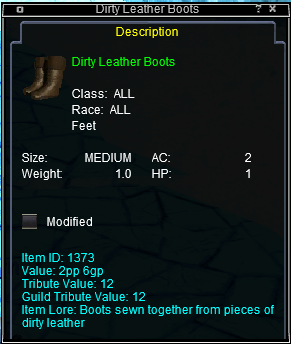 Dirty Leather Boots
Description
Dirty Leather Boots
Class: ALL
Race: ALL
Feet
Size: MEDIUM AC: 2
Weight: 1.0 HP: 1
Modified
Item ID: 1373
Value: 2pp 6gp
Tribute Value: 12
Guild Tribute Value: 12
Item Lore: Boots sewn together from pieces of
dirty leather